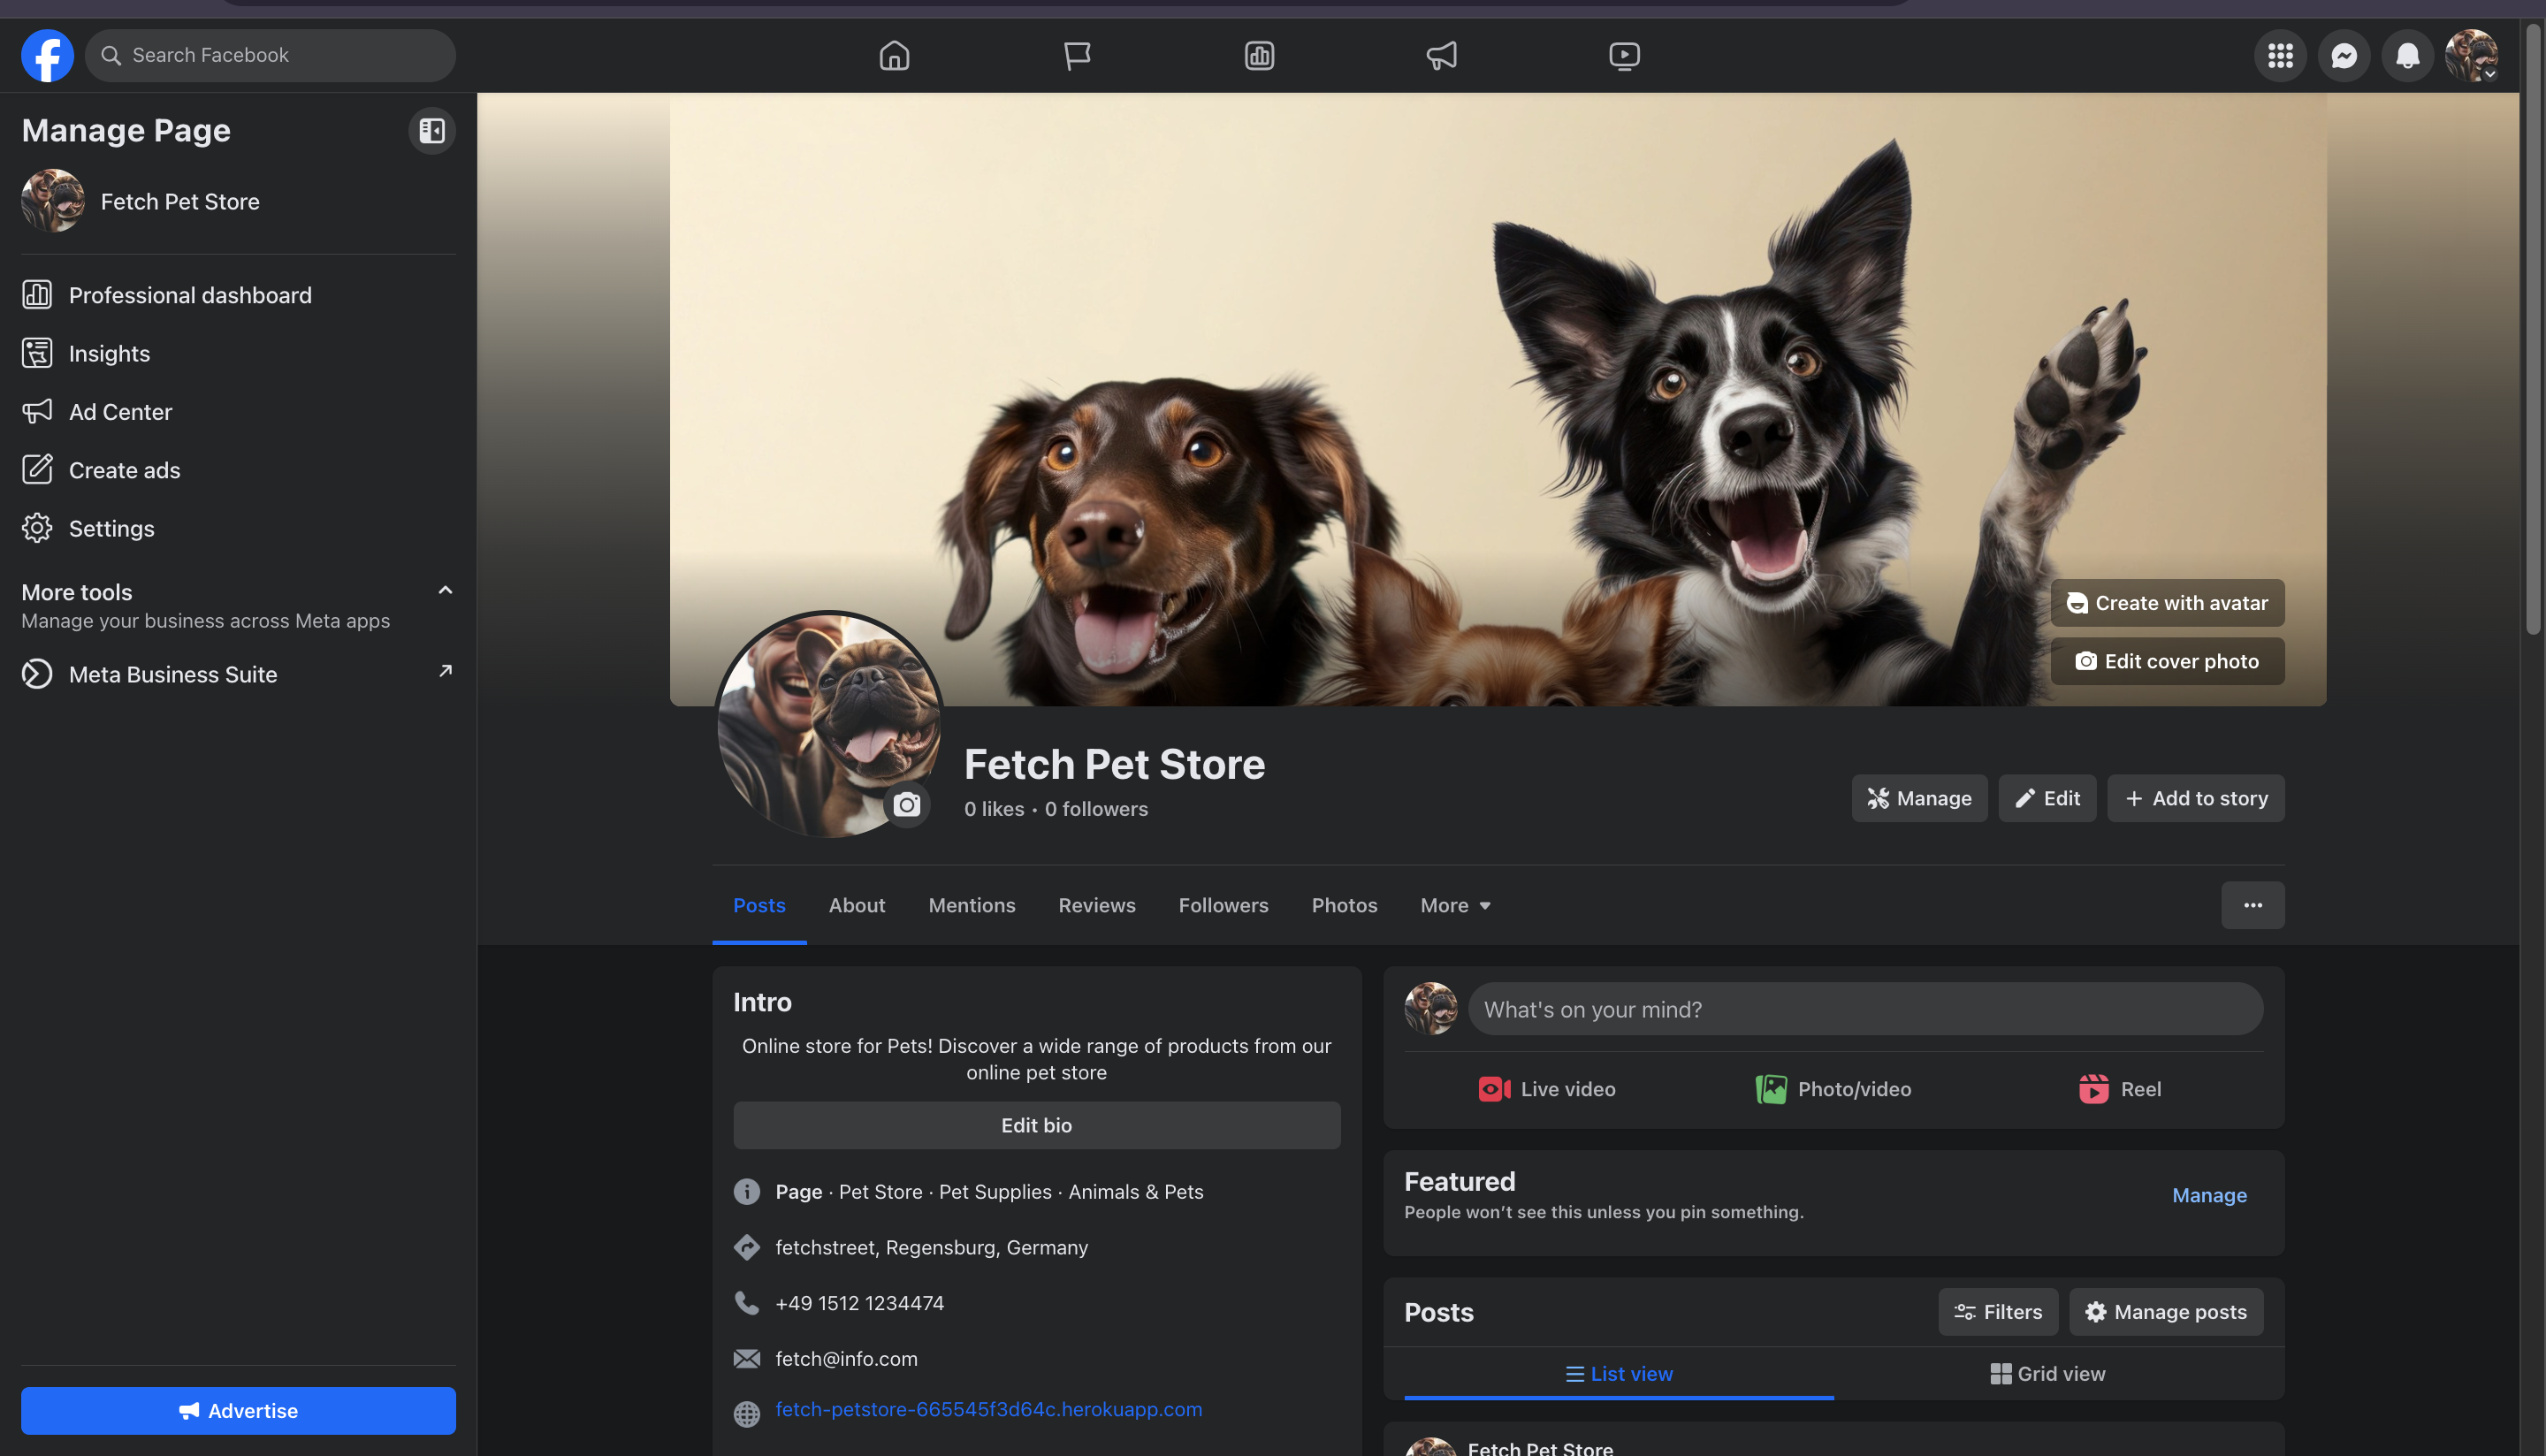 Search Facebook
Manage Page
Fetch Pet Store
Professional dashboard
Insights
Ad Center
Create ads
Settings
More tools
Manage your business across Meta apps
Meta Business Suite
Advertise
Create with avatar
Edit cover photo
Fetch Pet Store
0 likes • 0 followers
Manage
Edit
+ Add to story
Posts
About
Mentions
Reviews
Followers
Photos
More
Intro
Online store for Pets! Discover a wide range of products from our
online pet store
Edit bio
Page · Pet Store · Pet Supplies · Animals & Pets
fetchstreet, Regensburg, Germany
+49 1512 1234474
fetch@info.com
fetch-petstore-665545f3d64c.herokuapp.com
What's on your mind?
Live video
Photo/video
Reel
Featured
Manage
People won’t see this unless you pin something.
Posts
Filters
Manage posts
List view
Grid view
Fetch Pet Store